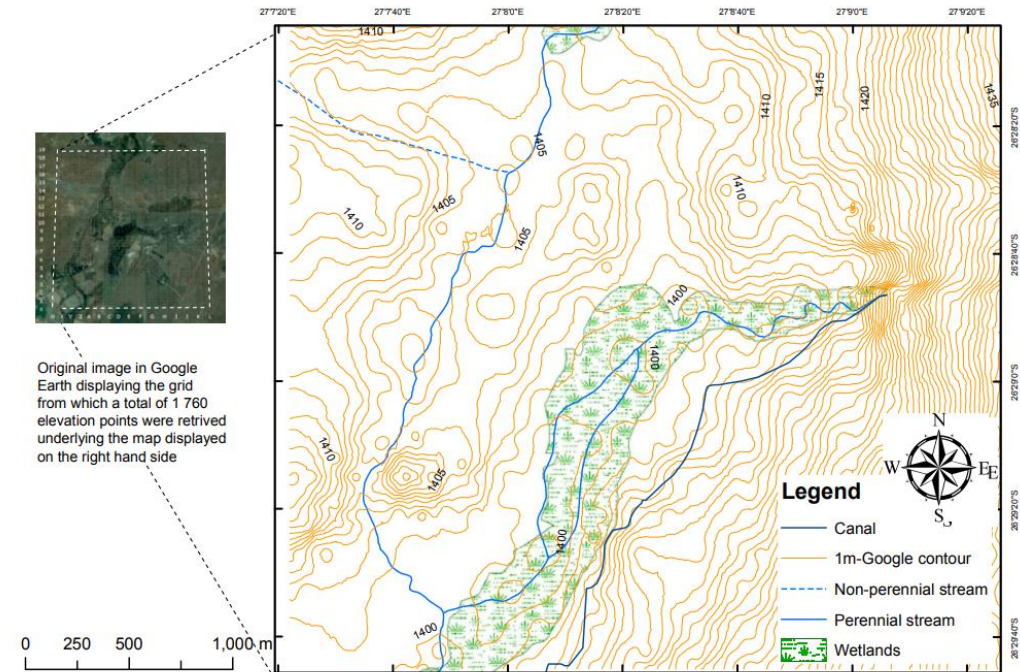 27°7'20"E 27°7'40"E 27°8'0"E 27°8'20"E 27°8'40"E 27°9'0"E 27°9'20"E
1410
1415
1410
1420
1435
26°28'20"S
1405
1410
1405
1410
1405
26°28'40"S
1400
1400
26°29'0"S
Original image in Google
Earth displaying the grid
from which a total of 1 760
elevation points were retrived
underlying the map displayed
on the right hand side
1410
1405
N
W
E
E
S
26°29'20"S
1400
1400
26°29'40"S
Legend
Canal
1m-Google contour
Non-perennial stream
Perennial stream
Wetlands
0 250 500 1,000 m